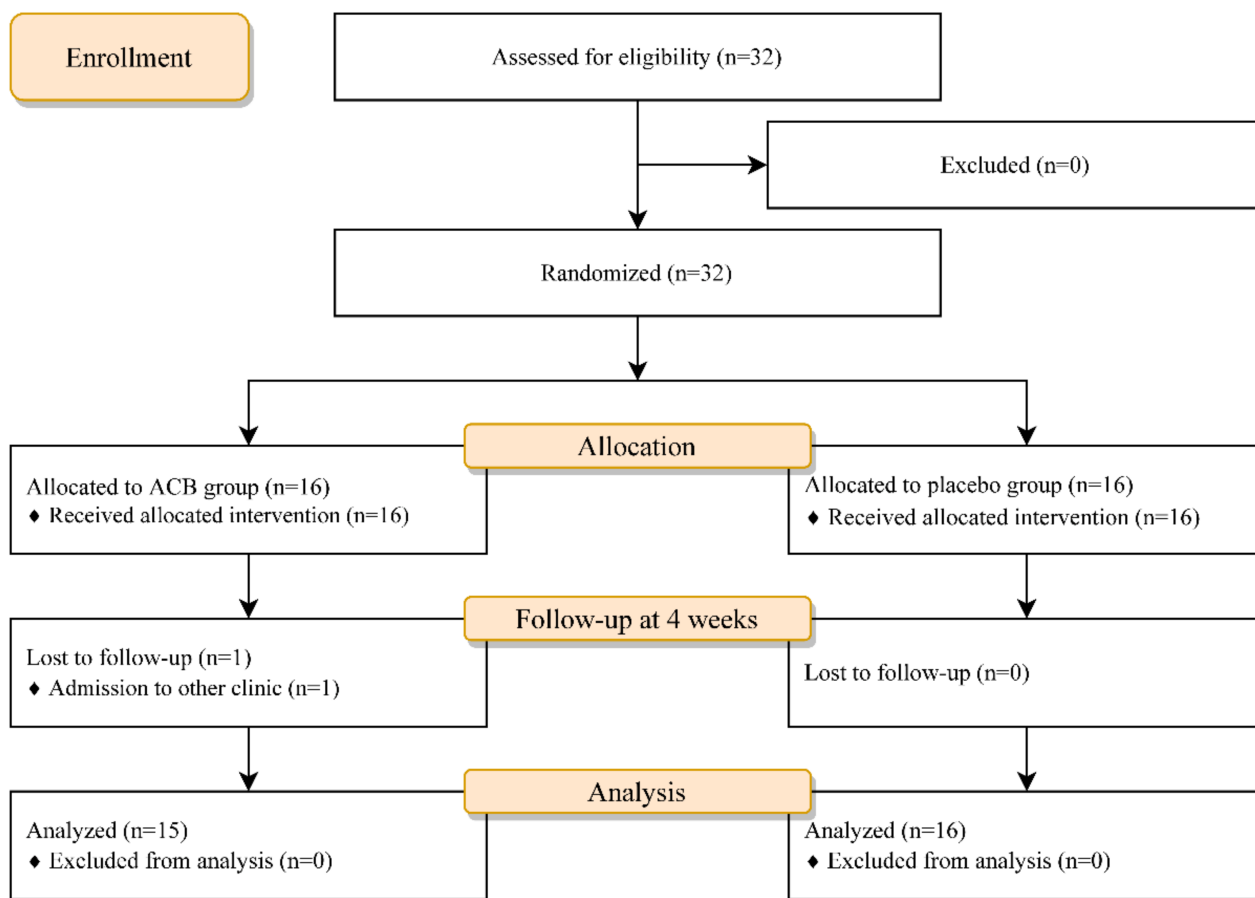 Enrollment
Assessed for eligibility (n=32)
Excluded (n=0)
Randomized (n=32)
Allocation
Allocated to ACB group (n=16)
♦ Received allocated intervention (n=16)
Allocated to placebo group (n=16)
♦ Received allocated intervention (n=16)
Follow-up at 4 weeks
Lost to follow-up (n=1)
♦ Admission to other clinic (n=1)
Lost to follow-up (n=0)
Analysis
Analyzed (n=15)
♦ Excluded from analysis (n=0)
Analyzed (n=16)
♦ Excluded from analysis (n=0)